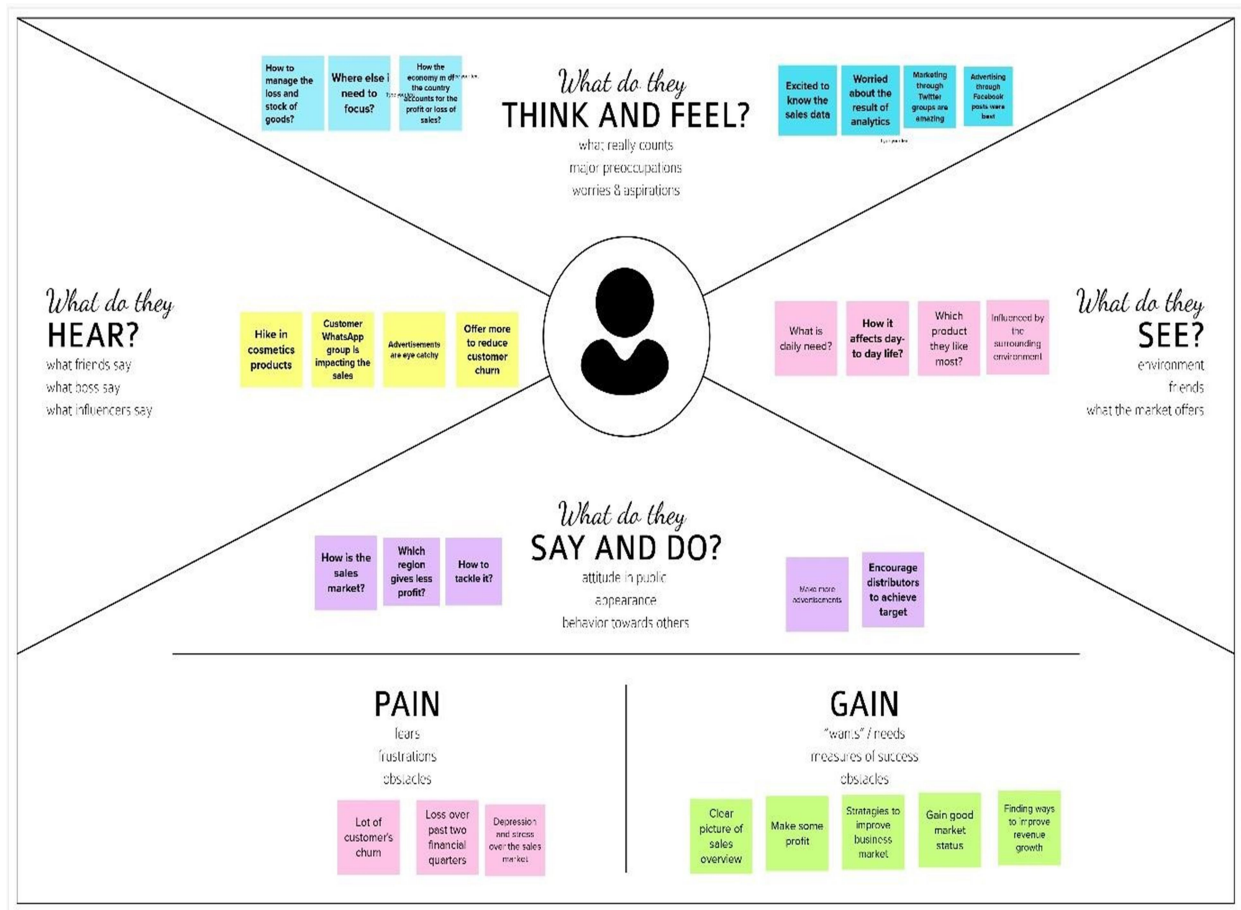 How to
manage the
loss and
stock of
goods?
Where else i
need to
focus?
How the
economy in of
the country
accounts for the
profit or loss of
sales?
What do they
THINK AND FEEL?
what really counts
major preoccupations
worries & aspirations
Excited to
know the
sales data
Worried
about the
result of
analytics
Marketing
through
Twitter
groups are
amazing
Advertising
through
Facebook
posts were
best
What do they
HEAR?
what friends say
what boss say
what influencers say
Hike in
cosmetics
products
Customer
WhatsApp
group is
impacting the
sales
Advertisements
are eye catchy
Offer more
to reduce
customer
churn
What is
daily need?
How it
affects day-
to day life?
Which
product
they like
most?
Influenced by
the
surrounding
environment
What do they
SEE?
environment
friends
what the market offers
What do they
SAY AND DO?
attitude in public
appearance
behavior towards others
How is the
sales
market?
Which
region
gives less
profit?
How to
tackle it?
Make more
advertisements
Encourage
distributors
to achieve
target
PAIN
fears
frustrations
obstacles
Lot of
customer's
churn
Loss over
past two
financial
quarters
Depression
and stress
over the sales
market
GAIN
"wants" / needs
measures of success
obstacles
Clear
picture of
sales
overview
Make some
profit
Stratagies to
improve
business
market
Gain good
market
status
Finding ways
to improve
revenue
growth